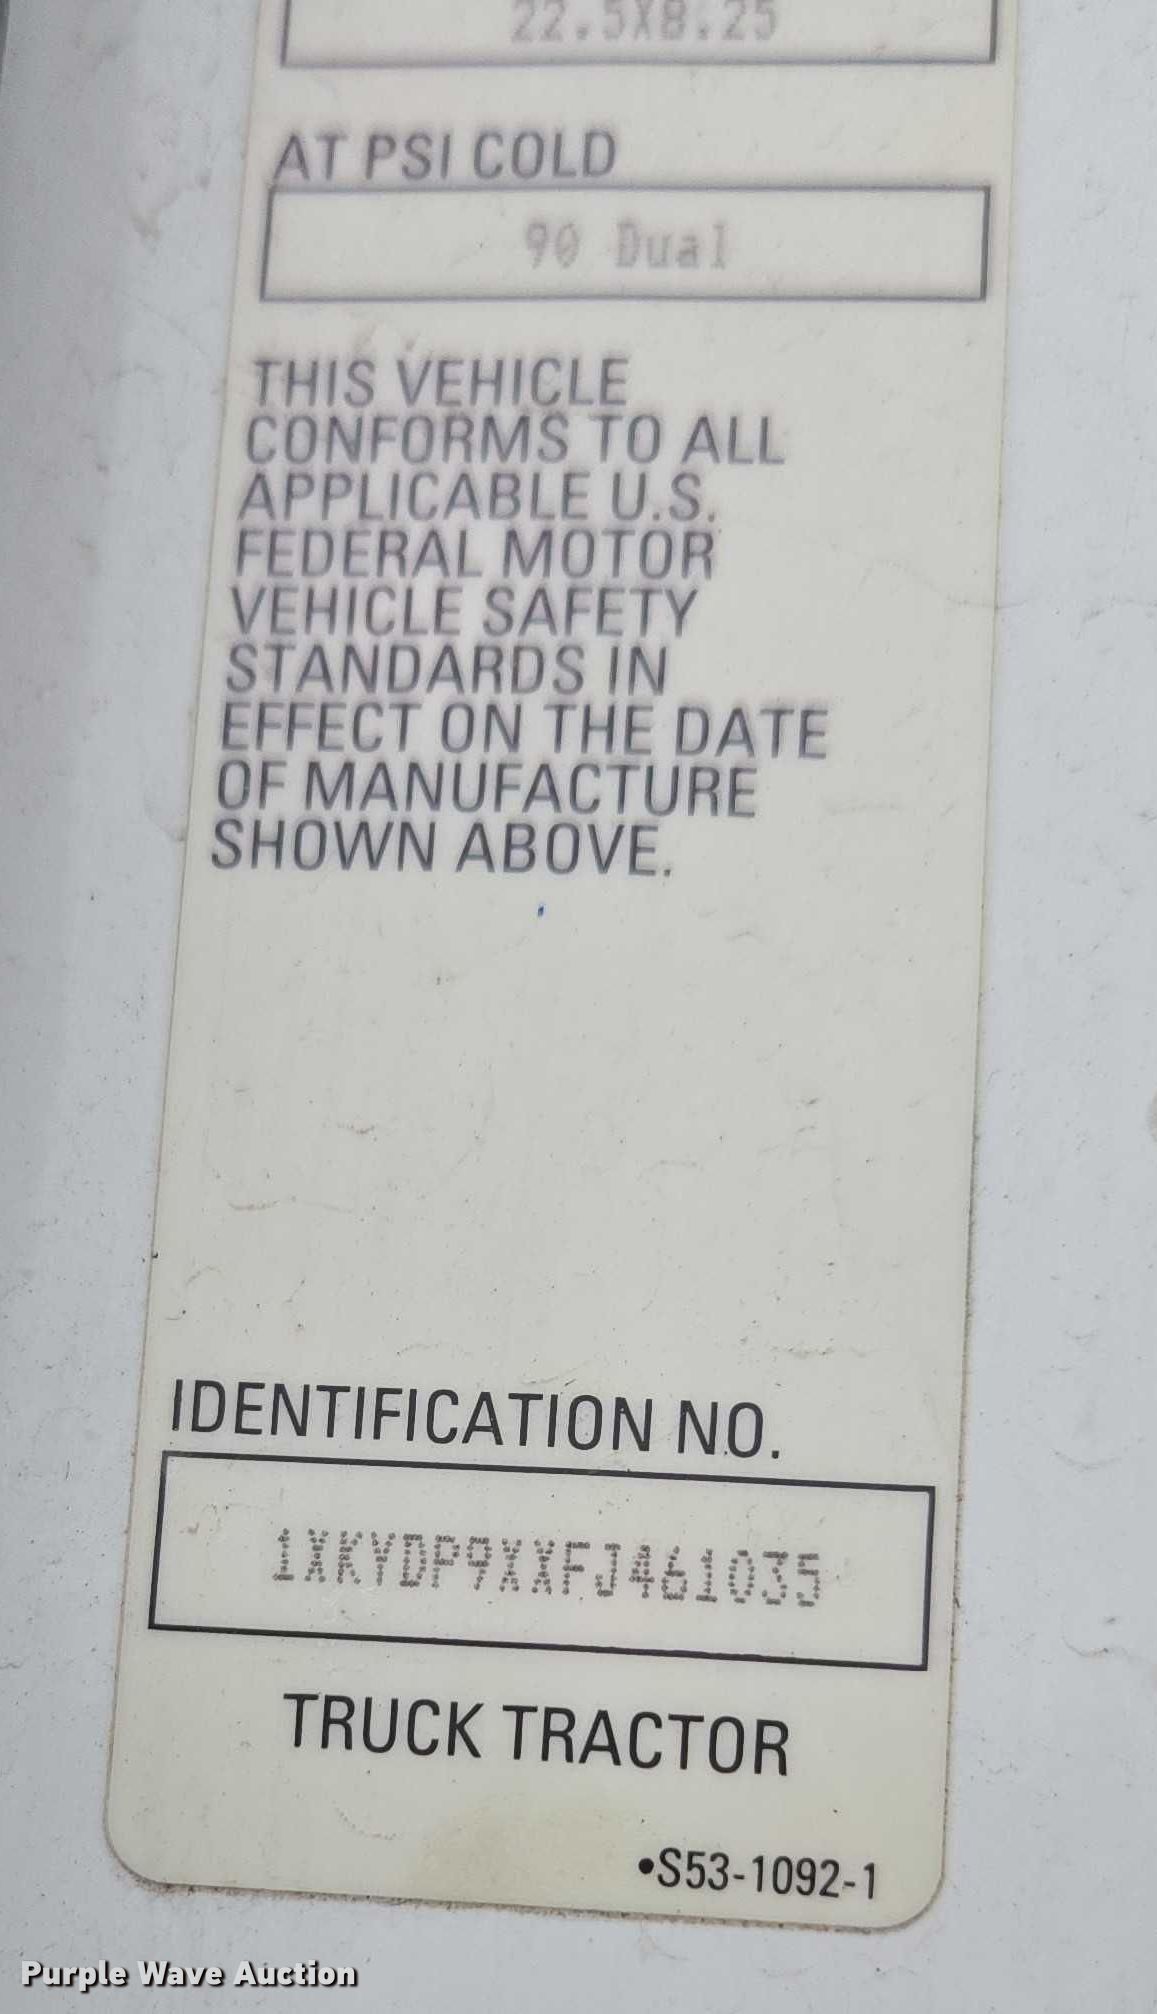 22.5X8.25
AT PSI COLD
90 Dual
THIS VEHICLE
CONFORMS TO ALL
APPLICABLE U.S.
FEDERAL MOTOR
VEHICLE SAFETY
STANDARDS IN
EFFECT ON THE DATE
OF MANUFACTURE
SHOWN ABOVE.
IDENTIFICATION NO.
TRUCK TRACTOR
•S53-1092-1
Purple Wave Auction